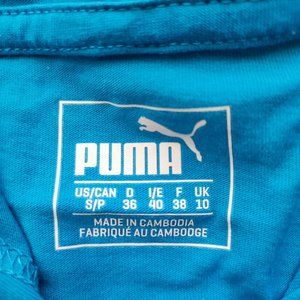 PUMA
US/CAN D I/E F UK
S/P 36 40 38 10
MADE IN CAMBODIA
FABRIQUÉ AU CAMBODGE